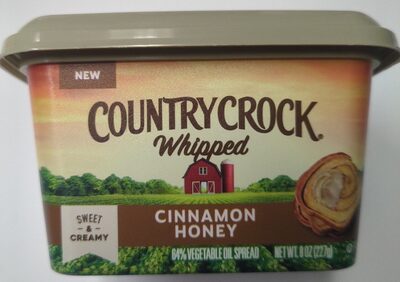 NEW
COUNTRY CROCK®
Whipped
SWEET
&
CREAMY
CINNAMON
HONEY
64% VEGETABLE OIL SPREAD
NET WT. 8 OZ (227g)